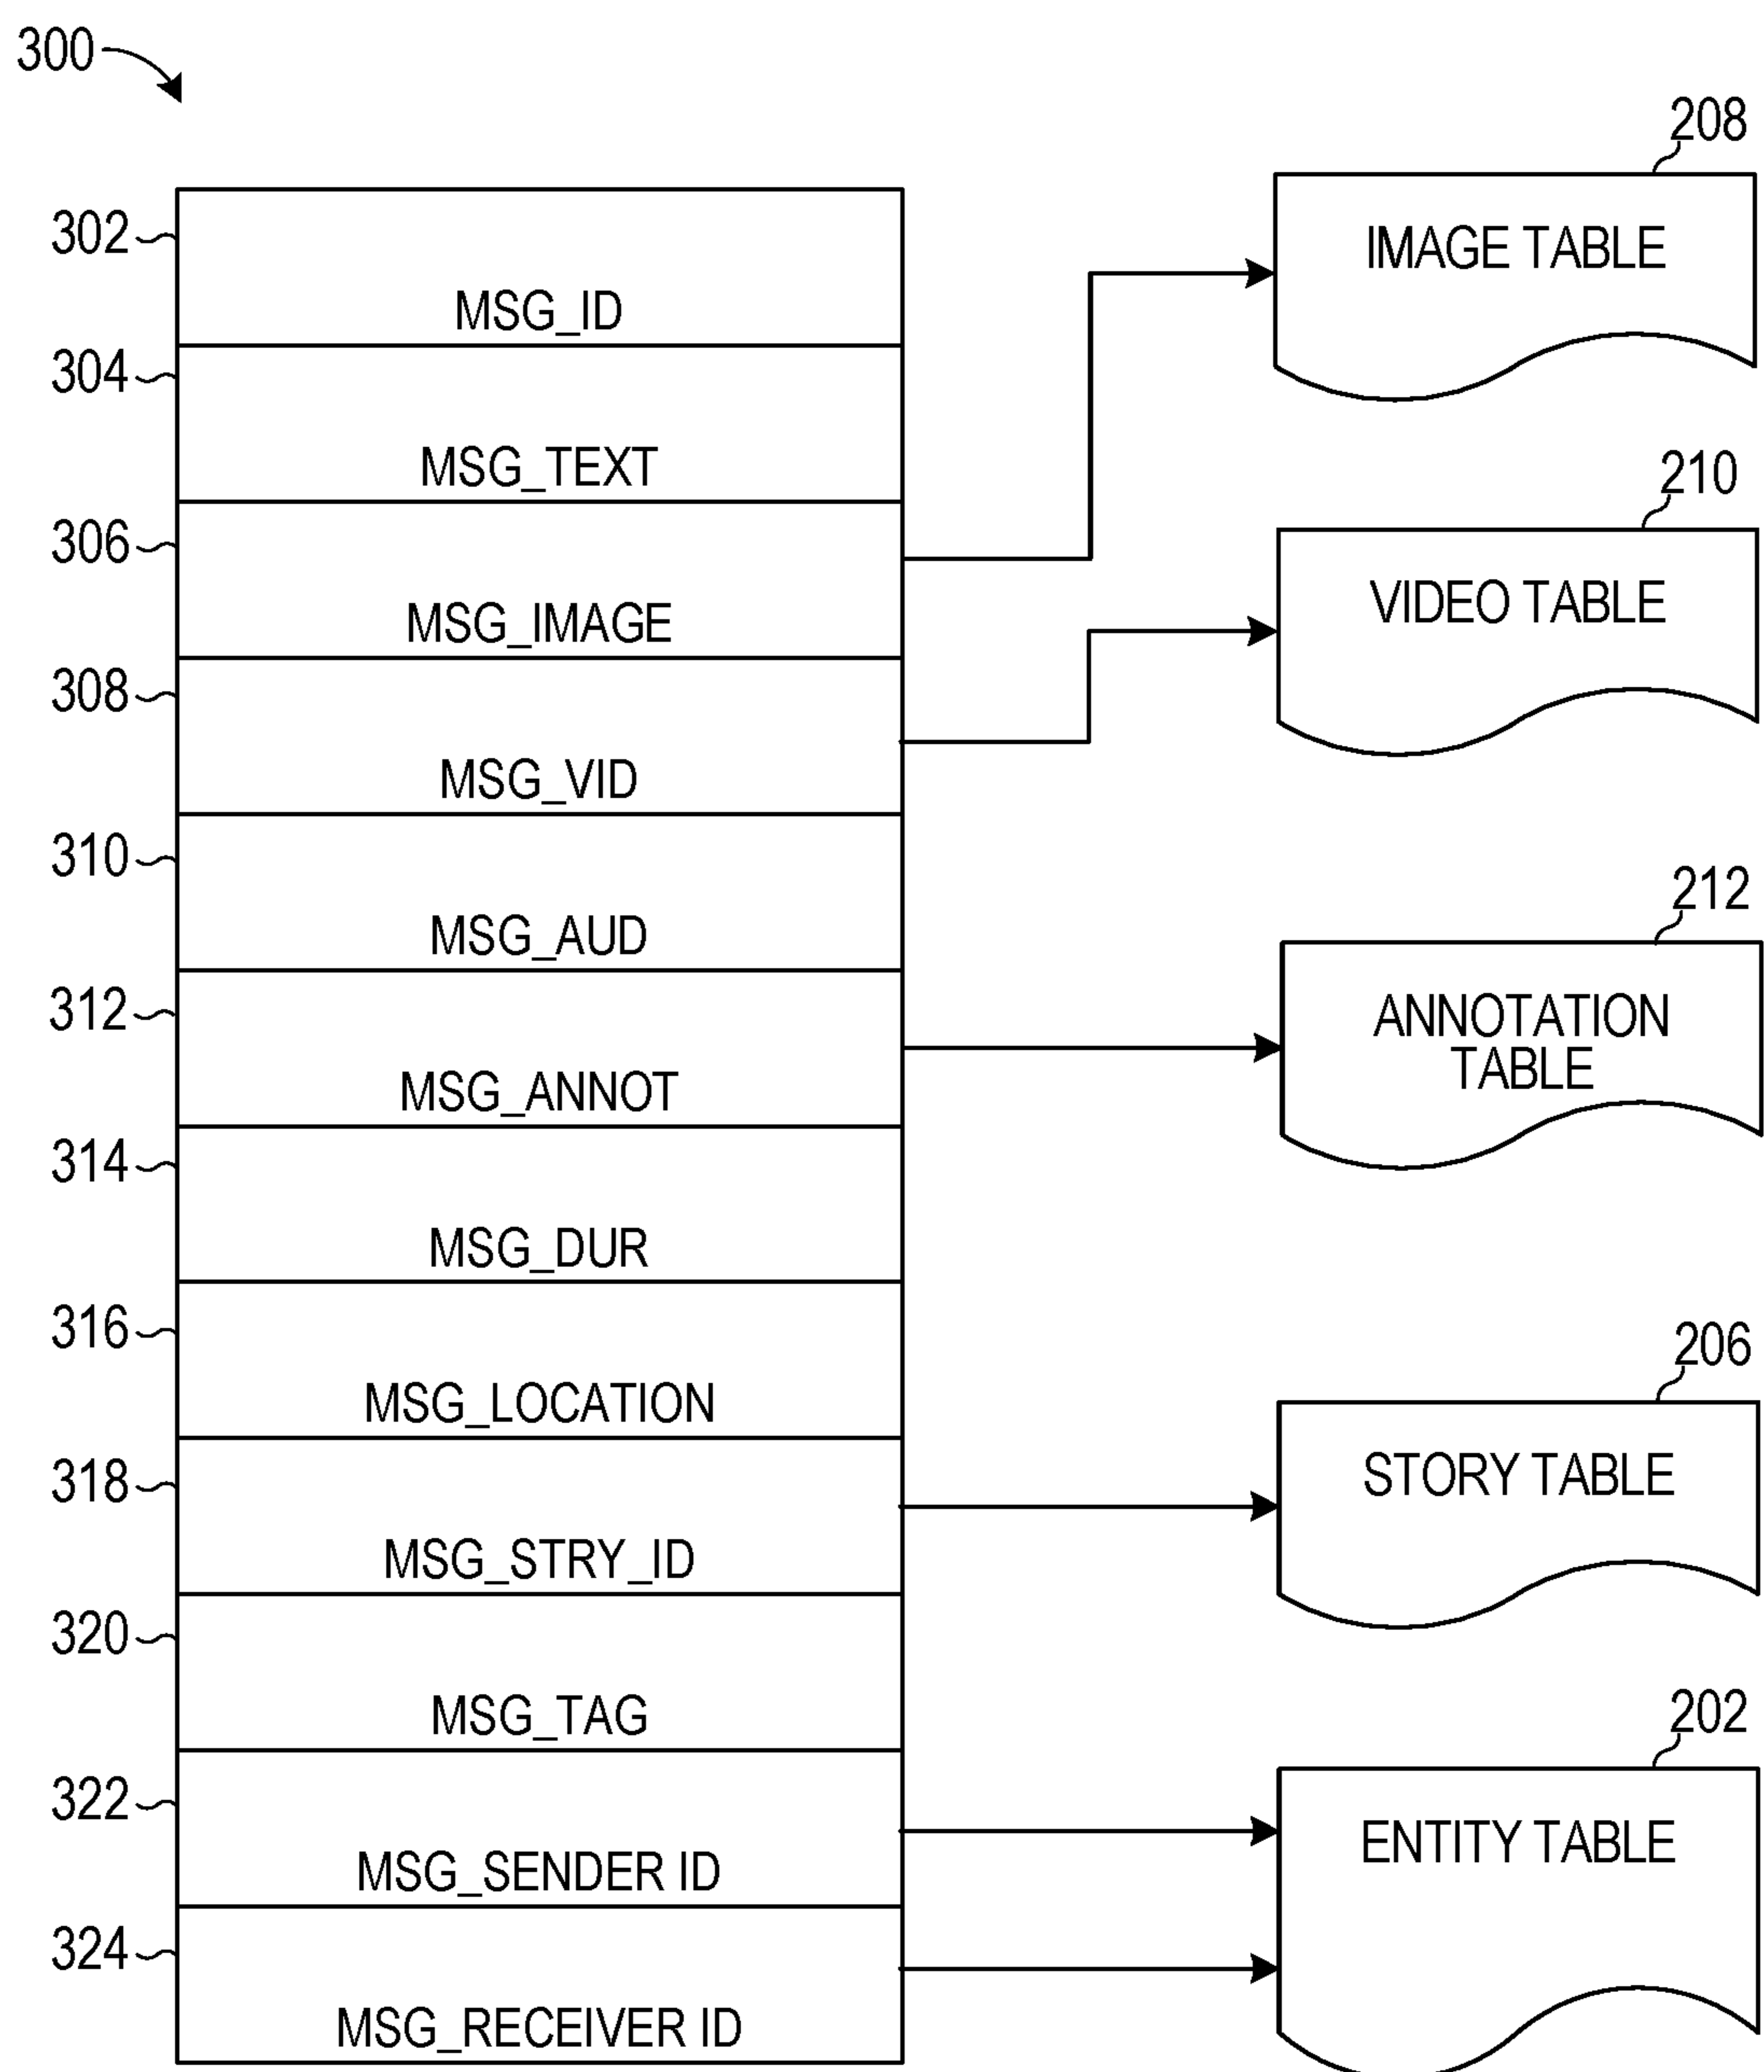 300
208
302
IMAGE TABLE
MSG_ID
304
MSG_TEXT
210
306
VIDEO TABLE
MSG_IMAGE
308
MSG_VID
310
212
MSG_AUD
312
ANNOTATION
TABLE
MSG_ANNOT
314
MSG_DUR
316
206
MSG_LOCATION
318
STORY TABLE
MSG_STRY_ID
320
202
MSG_TAG
322
ENTITY TABLE
MSG_SENDER ID
324
MSG_RECEIVER ID